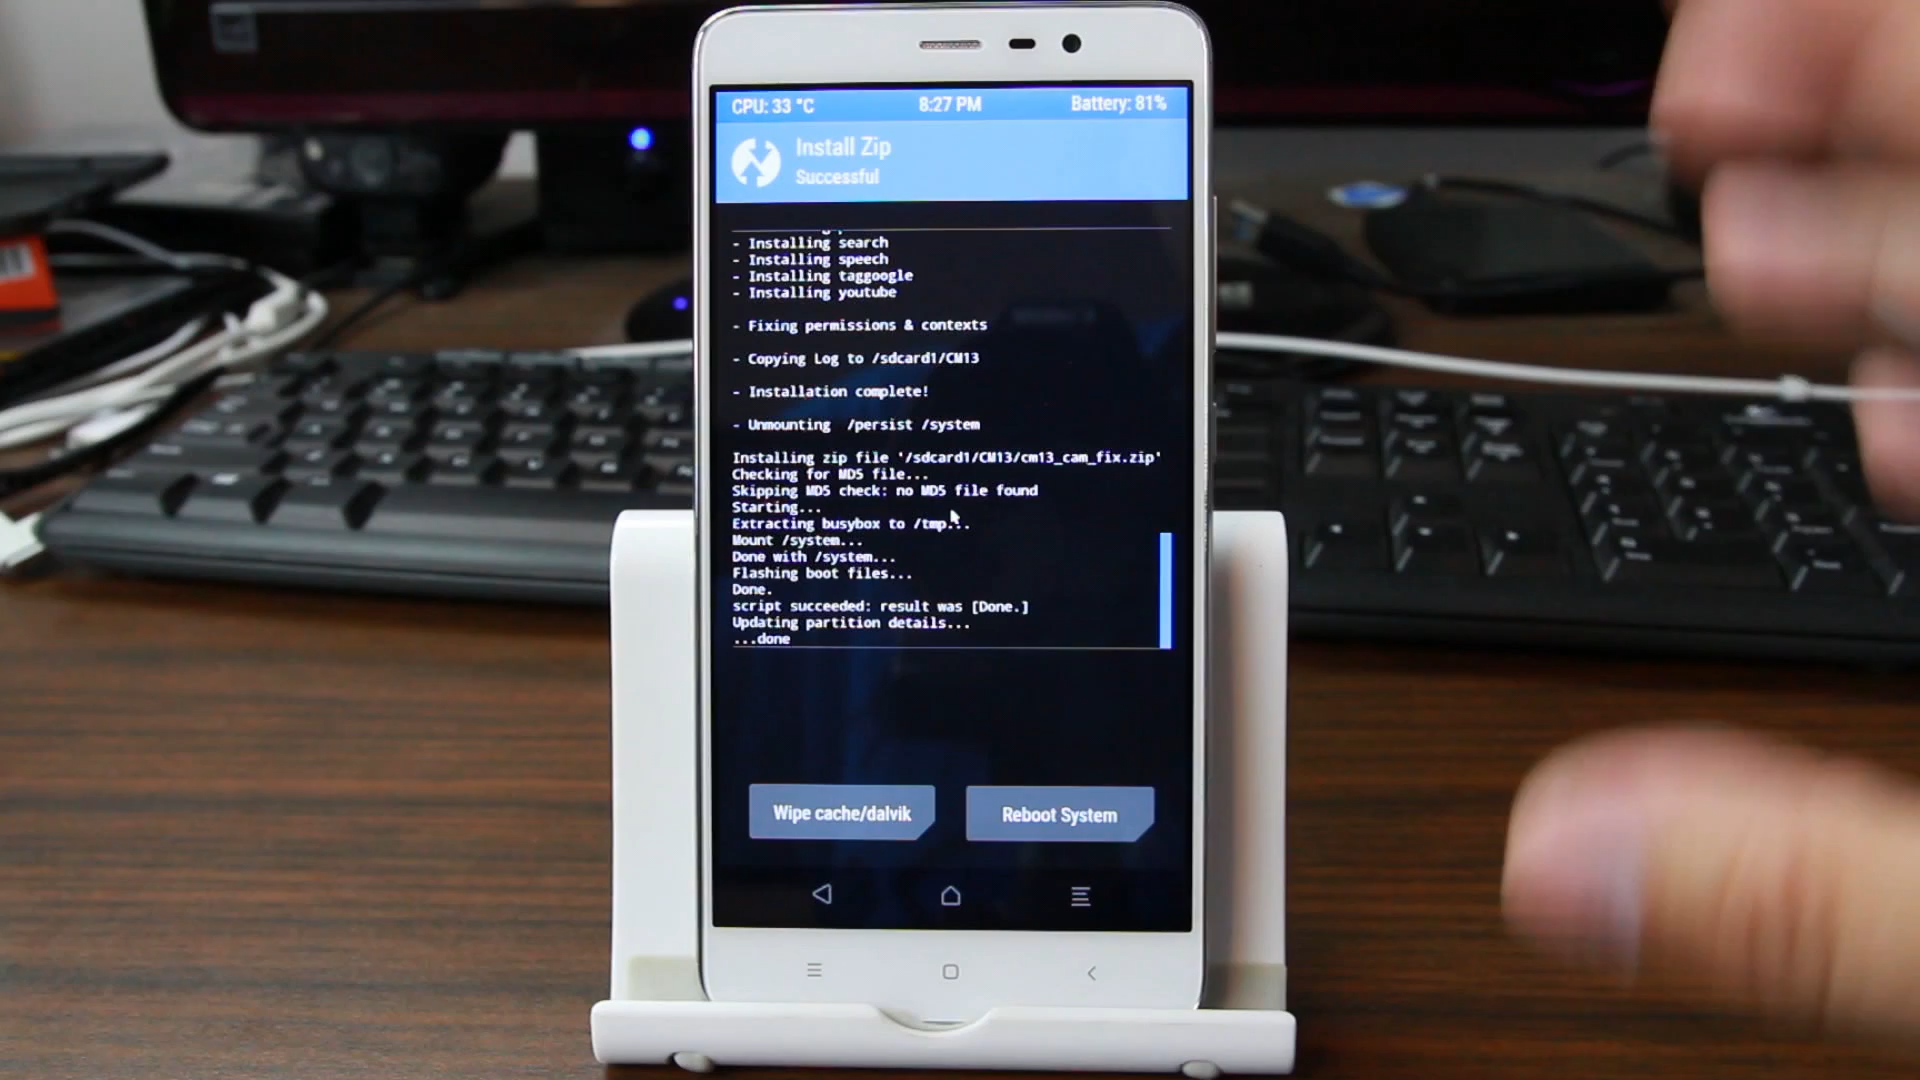 CPU: 33 °C 8:27 PM Battery: 81%
Install Zip
Successful
- Installing search
- Installing speech
- Installing taggoogle
- Installing youtube
- Fixing permissions & contexts
- Copying Log to /sdcard1/CM13
- Installation complete!
- Unmounting /persist /system
Installing zip file '/sdcard1/CM13/cm13_cam_fix.zip'
Checking for MD5 file...
Skipping MD5 check: no MD5 file found
Starting...
Extracting busybox to /tmp...
Mount /system...
Done with /system...
Flashing boot files...
Done.
script succeeded: result was [Done.]
Updating partition details...
...done
Wipe cache/dalvik Reboot System